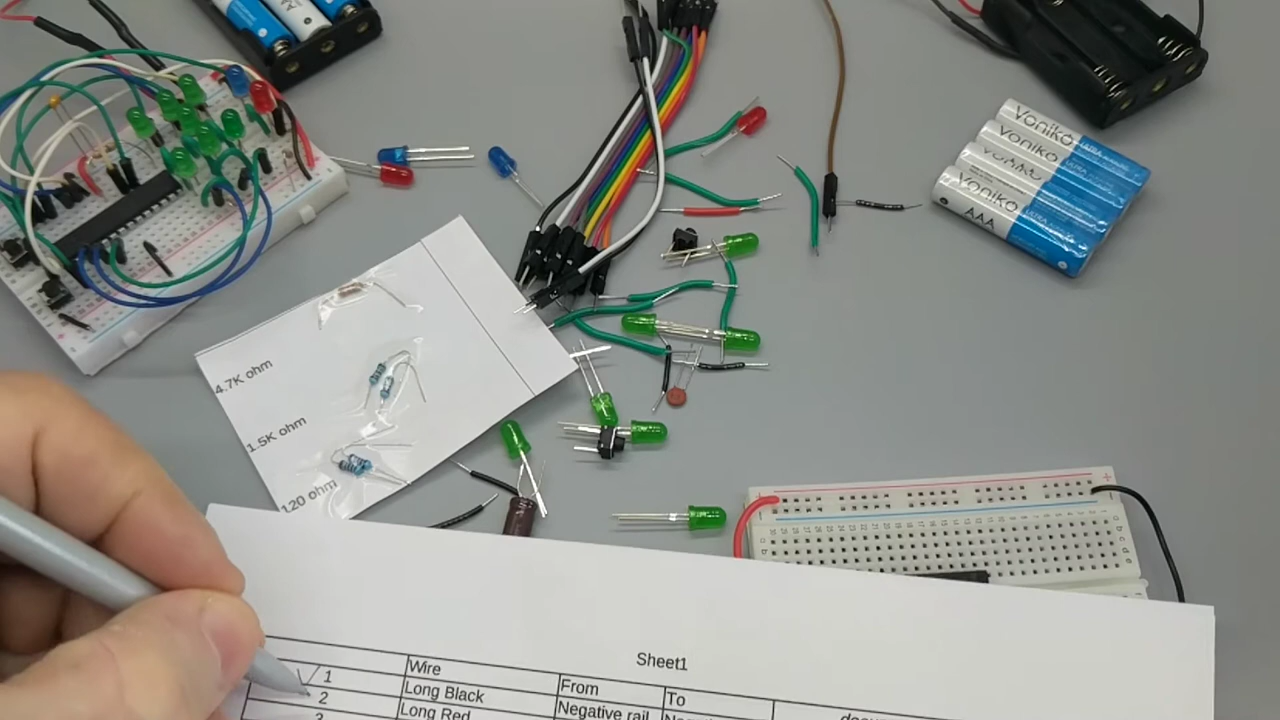 Voniko
Voniko
Voniko
Voniko
AAA
4.7K ohm
1.5K ohm
120 ohm
Sheet1
Wire From To
1 Long Black Negative rail
2 Long Red